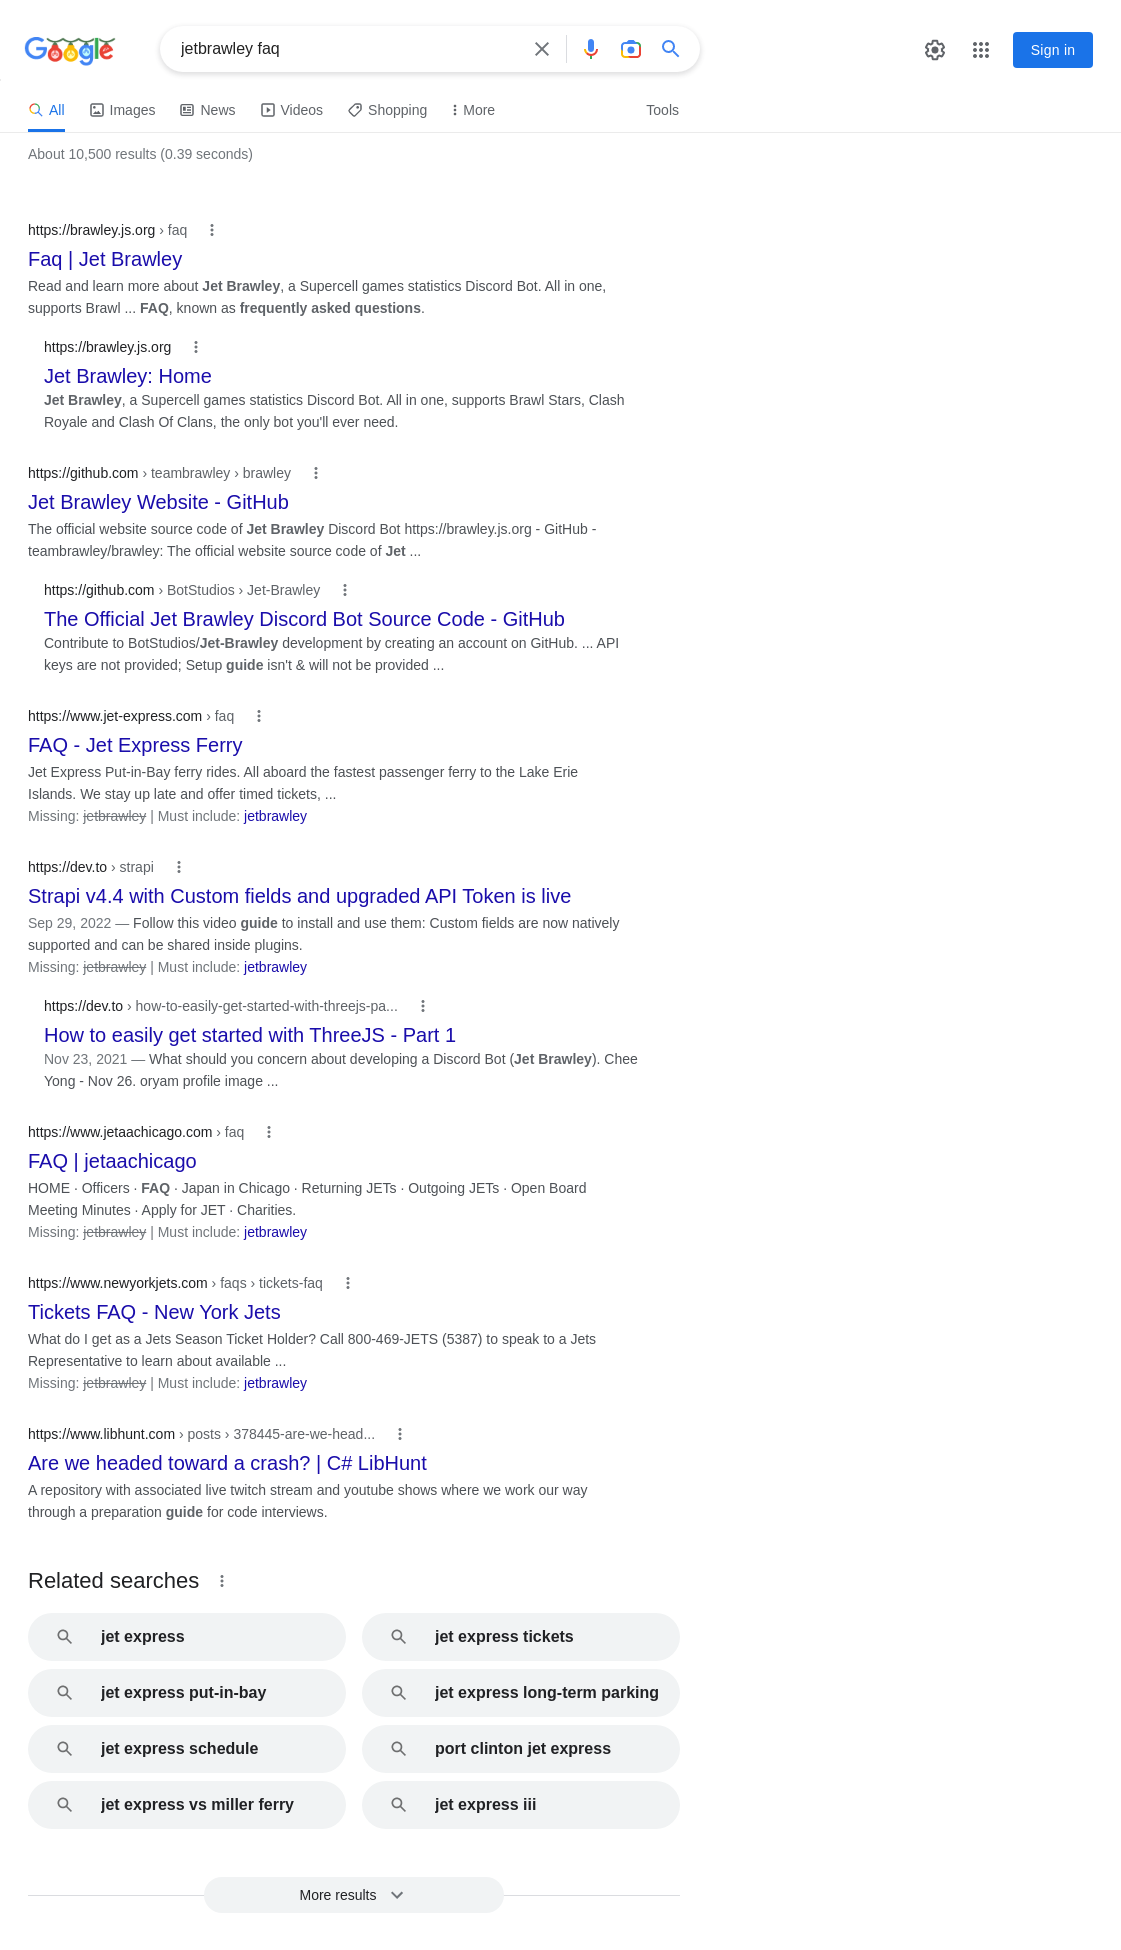 Google
jetbrawley faq
Sign in
All Images News Videos Shopping More Tools
About 10,500 results (0.39 seconds)
https://brawley.js.org › faq
Faq | Jet Brawley
Read and learn more about Jet Brawley, a Supercell games statistics Discord Bot. All in one,
supports Brawl ... FAQ, known as frequently asked questions.
https://brawley.js.org
Jet Brawley: Home
Jet Brawley, a Supercell games statistics Discord Bot. All in one, supports Brawl Stars, Clash
Royale and Clash Of Clans, the only bot you'll ever need.
https://github.com › teambrawley › brawley
Jet Brawley Website - GitHub
The official website source code of Jet Brawley Discord Bot https://brawley.js.org - GitHub -
teambrawley/brawley: The official website source code of Jet ...
https://github.com › BotStudios › Jet-Brawley
The Official Jet Brawley Discord Bot Source Code - GitHub
Contribute to BotStudios/Jet-Brawley development by creating an account on GitHub. ... API
keys are not provided; Setup guide isn't & will not be provided ...
https://www.jet-express.com › faq
FAQ - Jet Express Ferry
Jet Express Put-in-Bay ferry rides. All aboard the fastest passenger ferry to the Lake Erie
Islands. We stay up late and offer timed tickets, ...
Missing: jetbrawley | Must include: jetbrawley
https://dev.to › strapi
Strapi v4.4 with Custom fields and upgraded API Token is live
Sep 29, 2022 — Follow this video guide to install and use them: Custom fields are now natively
supported and can be shared inside plugins.
Missing: jetbrawley | Must include: jetbrawley
https://dev.to › how-to-easily-get-started-with-threejs-pa...
How to easily get started with ThreeJS - Part 1
Nov 23, 2021 — What should you concern about developing a Discord Bot (Jet Brawley). Chee
Yong - Nov 26. oryam profile image ...
https://www.jetaachicago.com › faq
FAQ | jetaachicago
HOME · Officers · FAQ · Japan in Chicago · Returning JETs · Outgoing JETs · Open Board
Meeting Minutes · Apply for JET · Charities.
Missing: jetbrawley | Must include: jetbrawley
https://www.newyorkjets.com › faqs › tickets-faq
Tickets FAQ - New York Jets
What do I get as a Jets Season Ticket Holder? Call 800-469-JETS (5387) to speak to a Jets
Representative to learn about available ...
Missing: jetbrawley | Must include: jetbrawley
https://www.libhunt.com › posts › 378445-are-we-head...
Are we headed toward a crash? | C# LibHunt
A repository with associated live twitch stream and youtube shows where we work our way
through a preparation guide for code interviews.
Related searches
jet express
jet express tickets
jet express put-in-bay
jet express long-term parking
jet express schedule
port clinton jet express
jet express vs miller ferry
jet express iii
More results